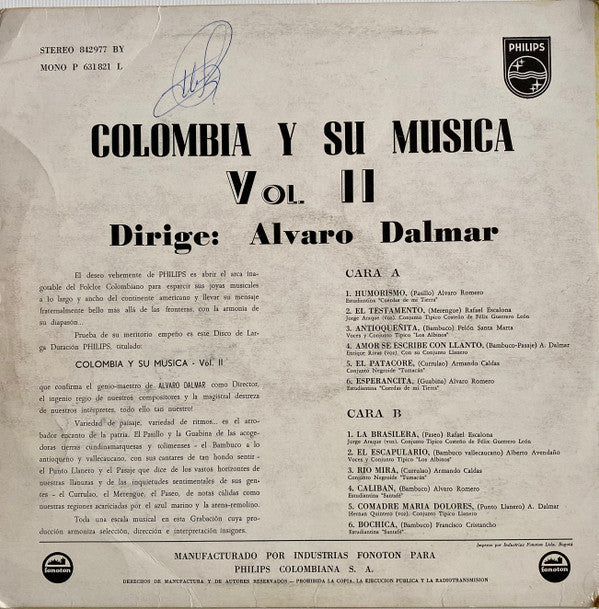 STEREO 842977 BY
MONO P 631821 L
PHILIPS
COLOMBIA Y SU MUSICA
VOL. II
Dirige: Alvaro Dalmar
El deseo vehemente de PHILIPS es abrir el arca ina-
gotable del Folclor Colombiano para esparcir sus joyas musicales
a lo largo y ancho del continente americano y llevar su mensaje
fraternalmente bello más allá de las fronteras, con la armonía de
su diapasón...
Prueba de su meritorio empeño es este Disco de Lar-
ga Duración PHILIPS, titulado:
COLOMBIA Y SU MUSICA - Vol. II
que confirma el genio-maestro de ALVARO DALMAR como Director,
el ingenio regio de nuestros compositores y la magistral destreza
de nuestros intérpretes, todo ello tan nuestro!
Variedad de paisaje, variedad de ritmos... es el arro-
bador encanto de la patria. El Pasillo y la Guabina de las acoge-
doras tierras cundinamarquesas y tolimenses - el Bambuco a lo
antioqueño y vallecaucano, con sus cantares de tan hondo sentir -
el Punto Llanero y el Pasaje que dice de los vastos horizontes de
nuestras llanuras y de las inquietudes sentimentales de sus gen-
tes - el Currulao, el Merengue, el Paseo, de notas cálidas como
nuestras regiones acariciadas por el azul marino y la arena-remolino.
Toda una escala musical en esta Grabación cuya pro-
ducción armoniza selección, dirección e interpretación insignes.
CARA A
1. HUMORISMO, (Pasillo) Alvaro Romero
Estudiantina "Cuerdas de mi Tierra"
2. EL TESTAMENTO, (Merengue) Rafael Escalona
Jorge Araque (voz). Conjunto Típico Costeño de Félix Guerrero León
3. ANTIOQUEÑITA, (Bambuco) Pelón Santa Marta
Voces y Conjunto Típico "Los Albinos"
4. AMOR SE ESCRIBE CON LLANTO, (Bambuco-Pasaje) A. Dalmar
Enrique Rivas (voz). Con su Conjunto Llanero
5. EL PATACORE, (Currulao) Armando Caldas
Conjunto Negroide "Tumacás"
6. ESPERANCITA, (Guabina) Alvaro Romero
Estudiantina "Cuerdas de mi Tierra"
CARA B
1. LA BRASILERA, (Paseo) Rafael Escalona
Jorge Araque (voz). Conjunto Típico Costeño de Félix Guerrero León
2. EL ESCAPULARIO, (Bambuco vallecaucano) Alberto Avendaño
Voces y Conjunto Típico "Los Albinos"
3. RIO MIRA, (Currulao) Armando Caldas
Conjunto Negroide "Tumacás"
4. CALIBAN, (Bambuco) Alvaro Romero
Estudiantina "Santafé"
5. COMADRE MARIA DOLORES, (Punto Llanero) A. Dalmar
Hernan Quintero (voz). Conjunto Típico Llanero
6. BOCHICA, (Bambuco) Francisco Cristancho
Estudiantina "Santafé"
Impreso por Industrias Fonoton Ltda. Bogotá
fonoton
MANUFACTURADO POR INDUSTRIAS FONOTON PARA
PHILIPS COLOMBIANA S. A.
DERECHOS DE MANUFACTURA Y DE AUTORES RESERVADOS — PROHIBIDA LA COPIA, LA EJECUCION PUBLICA Y LA RADIOTRANSMISION
fonoton